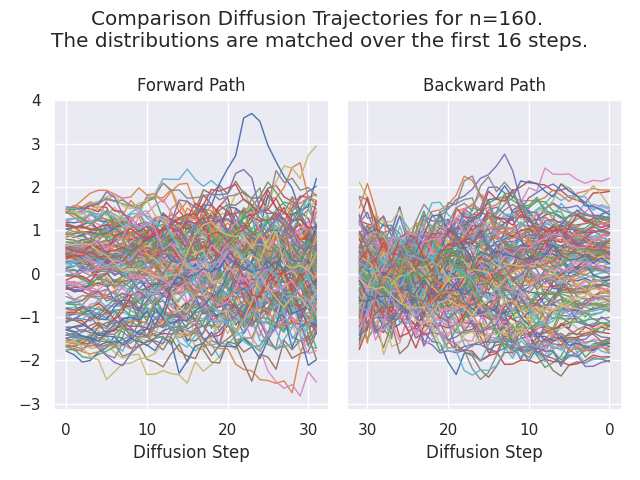 Comparison Diffusion Trajectories for n=160.
The distributions are matched over the first 16 steps.
Forward Path
Backward Path
4
3
2
1
0
−1
−2
−3
0 10 20 30
30 20 10 0
Diffusion Step
Diffusion Step